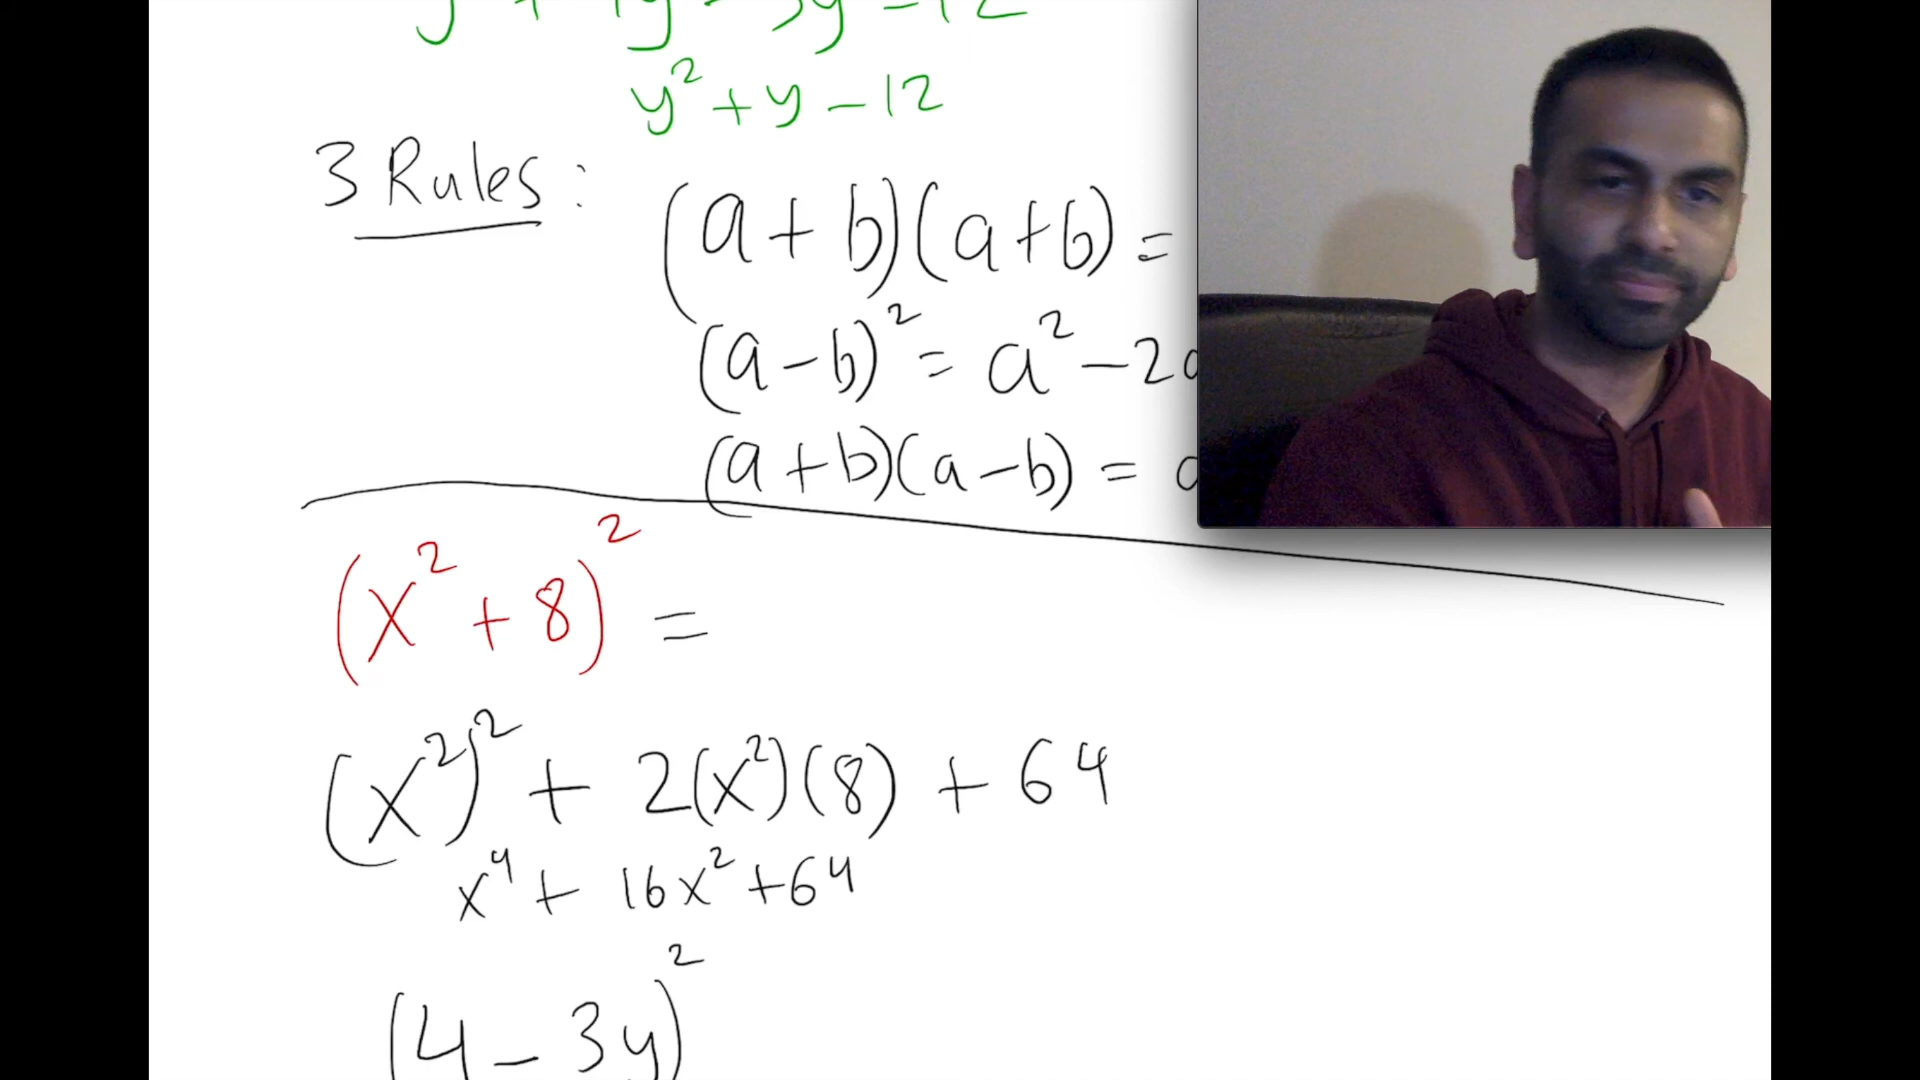 y² + y - 12
3 Rules:
(a + b)(a + b) =
(a - b)² = a² - 2
(a + b)(a - b) =
(x² + 8)² =
(x²)² + 2(x²)(8) + 64
x⁴ + 16x² + 64
(4 - 3y)²